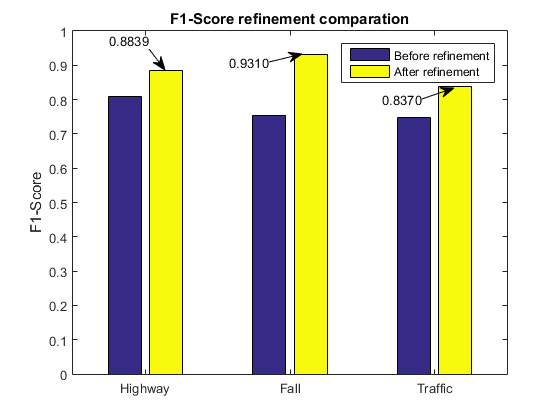 F1-Score refinement comparation
F1-Score
1
0.9
0.8
0.7
0.6
0.5
0.4
0.3
0.2
0.1
0
0.8839
0.9310
0.8370
Before refinement
After refinement
Highway
Fall
Traffic